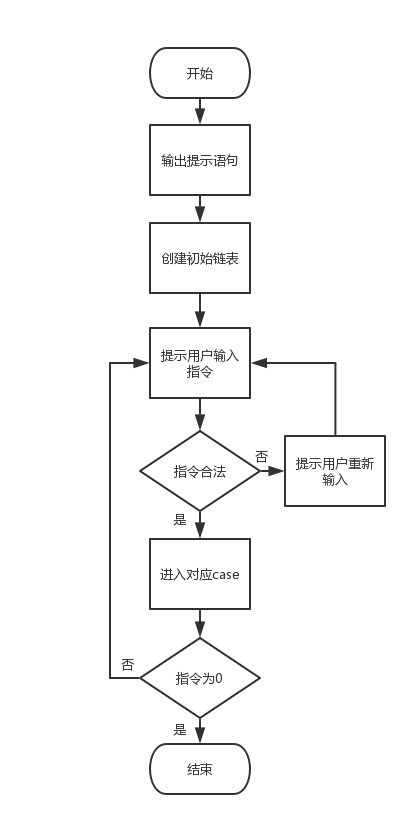 开始
输出提示语句
创建初始链表
提示用户输入
指令
指令合法
否
提示用户重新
输入
是
进入对应case
否
指令为0
是
结束